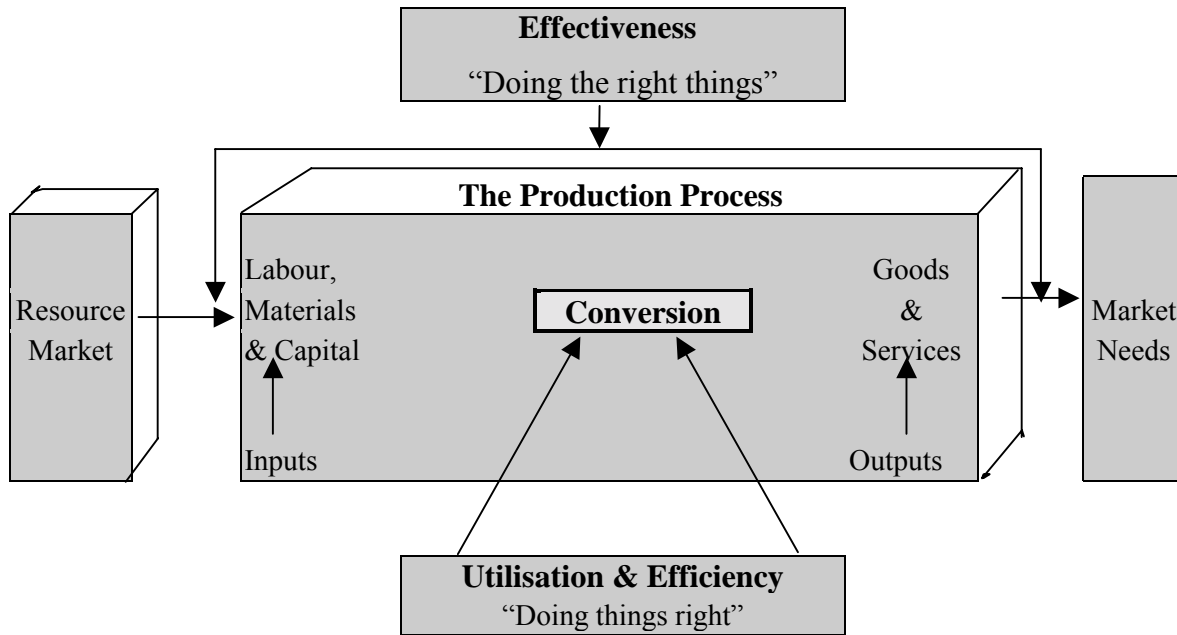 Effectiveness
“Doing the right things”
The Production Process
Resource
Market
Labour,
Materials
& Capital
Inputs
Conversion
Goods
&
Services
Outputs
Market
Needs
Utilisation & Efficiency
“Doing things right”